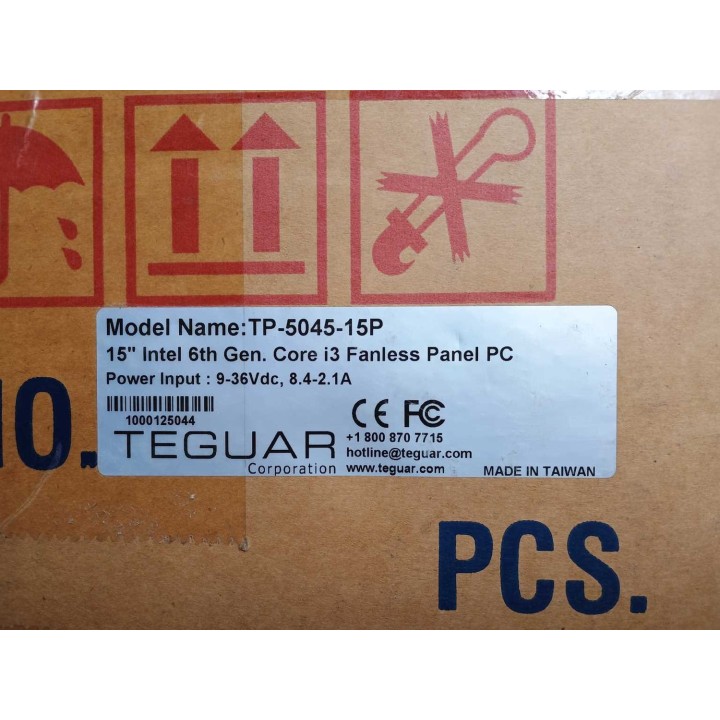 Model Name:TP-5045-15P
15" Intel 6th Gen. Core i3 Fanless Panel PC
Power Input : 9-36Vdc, 8.4-2.1A
1000125044
CE FC
TEGUAR
Corporation
+1 800 870 7715
hotline@teguar.com
www.teguar.com
MADE IN TAIWAN
NO.
PCS.